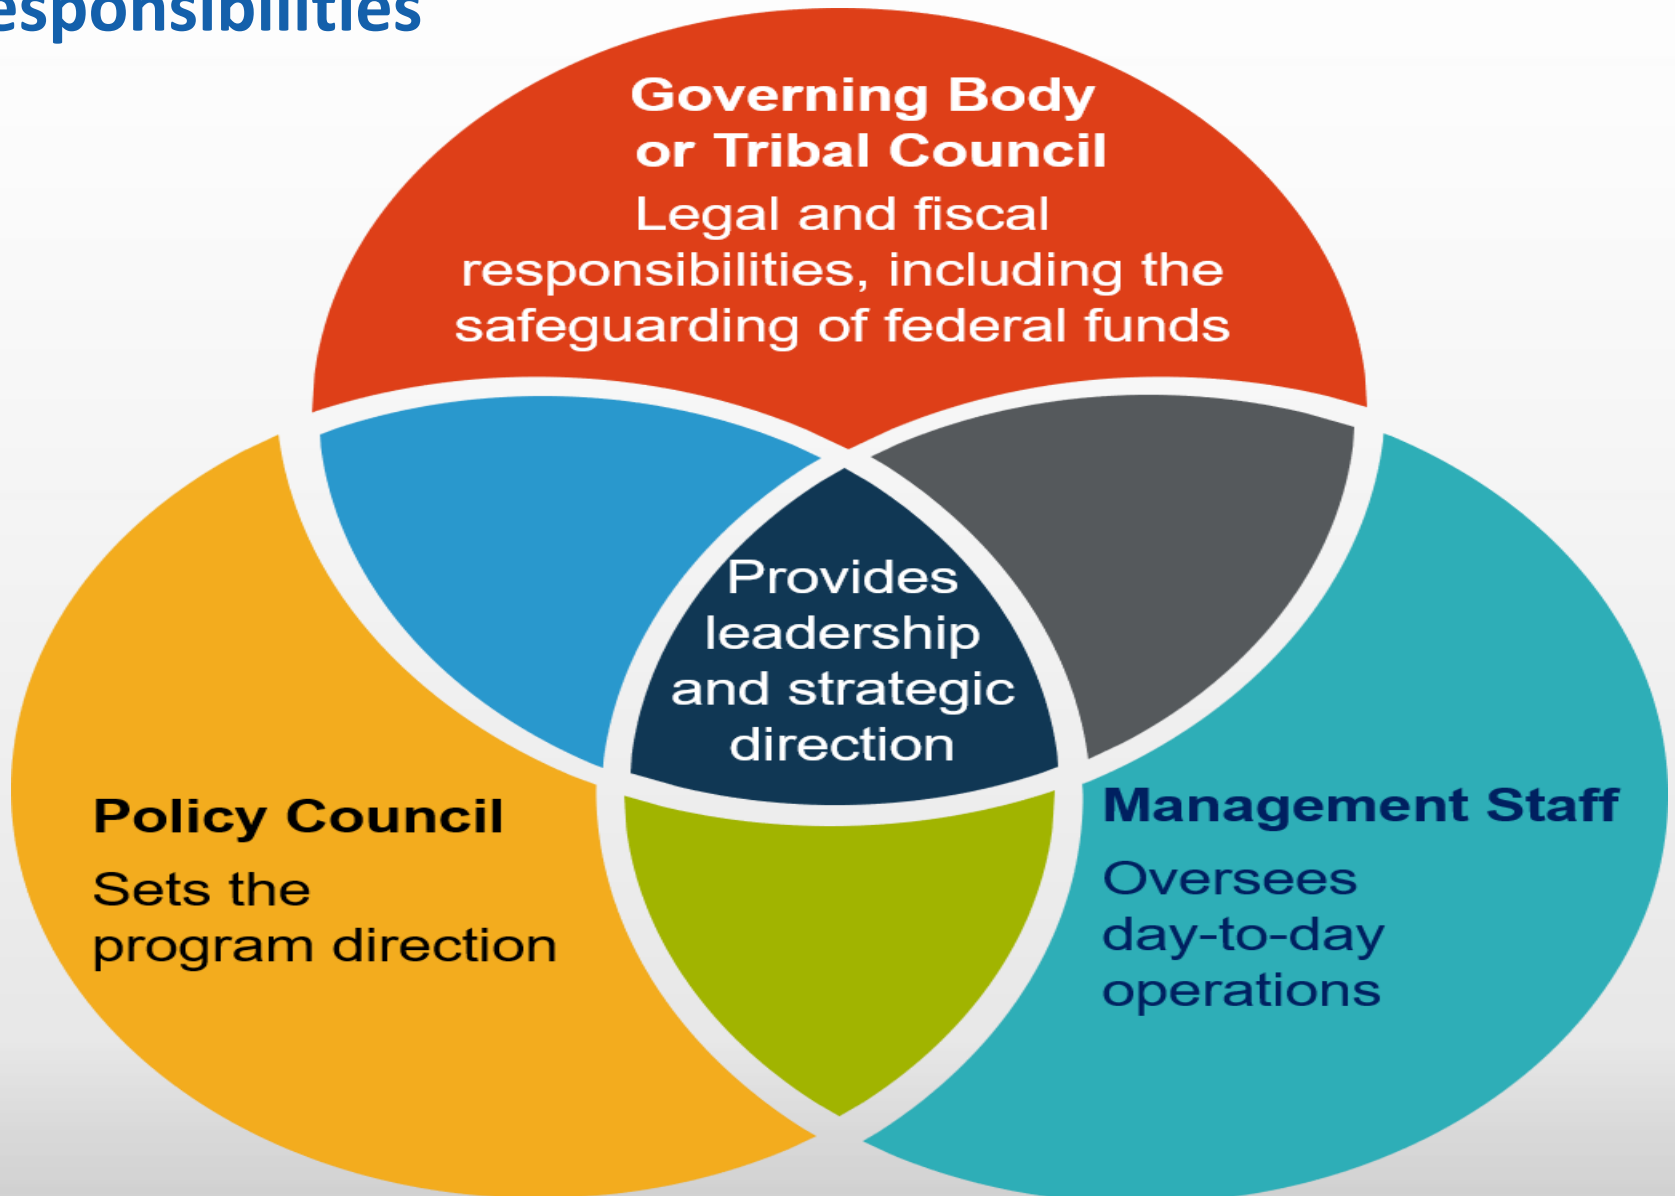 esponsibilities
Governing Body
or Tribal Council
Legal and fiscal
responsibilities, including the
safeguarding of federal funds
Provides
leadership
and strategic
direction
Policy Council
Sets the
program direction
Management Staff
Oversees
day-to-day
operations